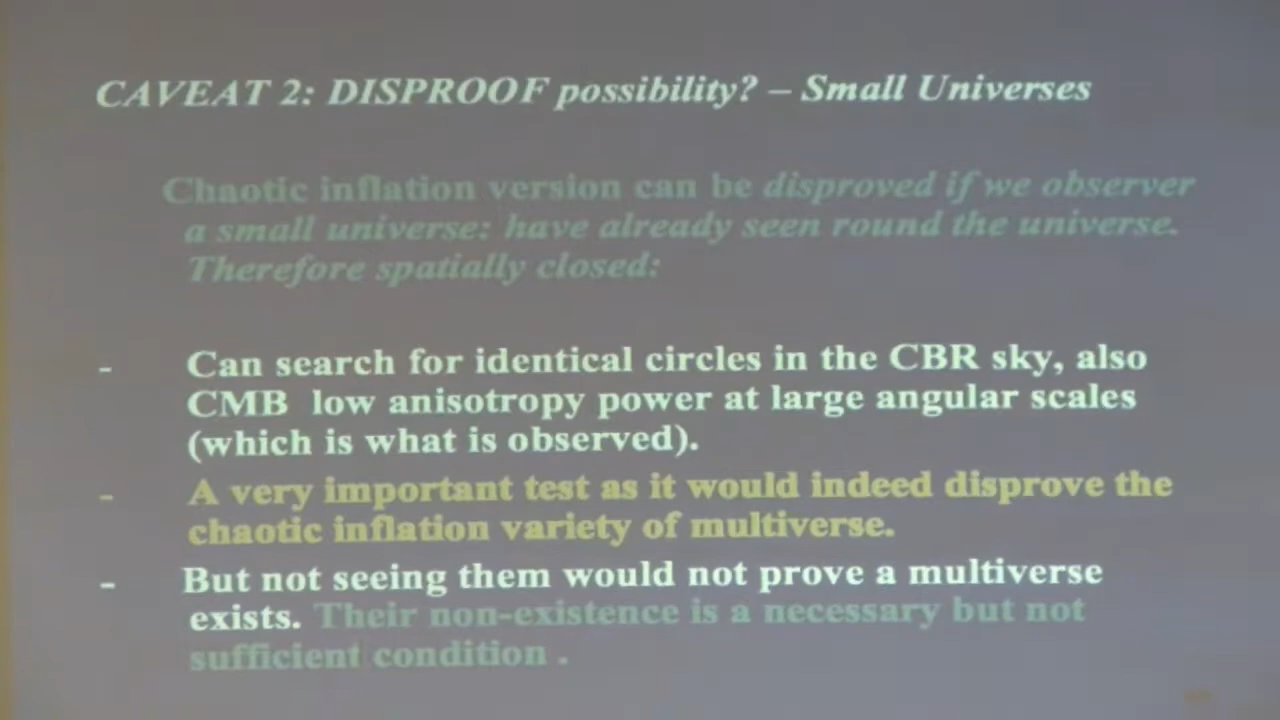 CAVEAT 2: DISPROOF possibility? – Small Universes
Chaotic inflation version can be disproved if we observer
a small universe: have already seen round the universe.
Therefore spatially closed:
- Can search for identical circles in the CBR sky, also
CMB low anisotropy power at large angular scales
(which is what is observed).
- A very important test as it would indeed disprove the
chaotic inflation variety of multiverse.
- But not seeing them would not prove a multiverse
exists. Their non-existence is a necessary but not
sufficient condition .